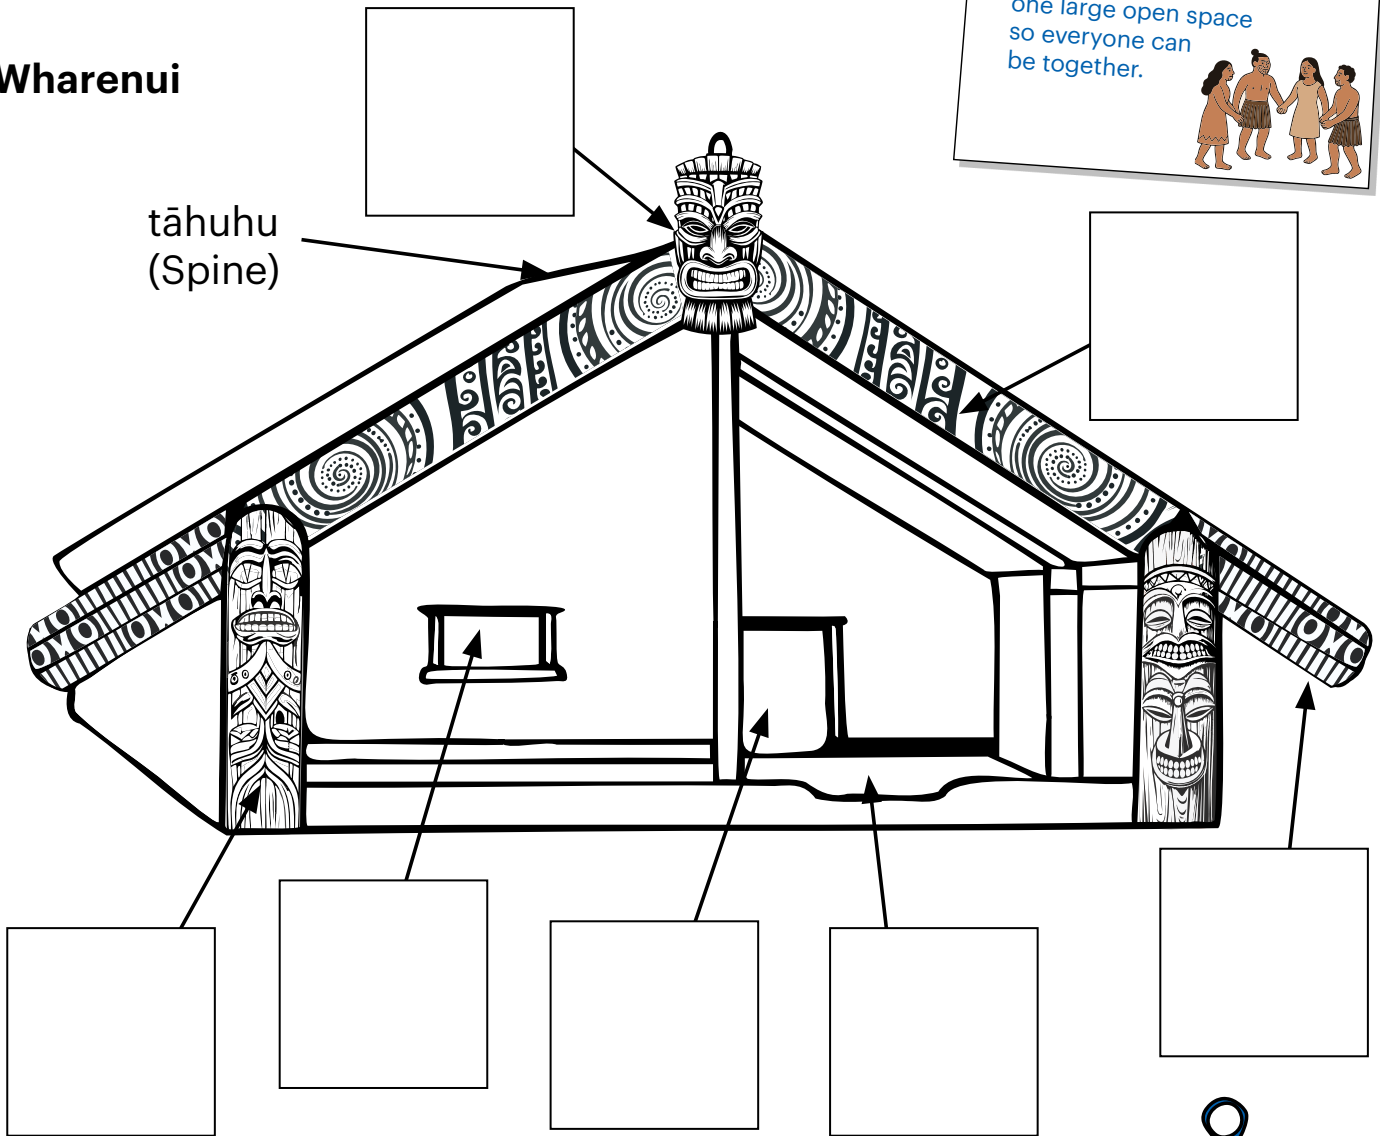 Wharenui
one large open space
so everyone can
be together.
tāhuhu
(Spine)